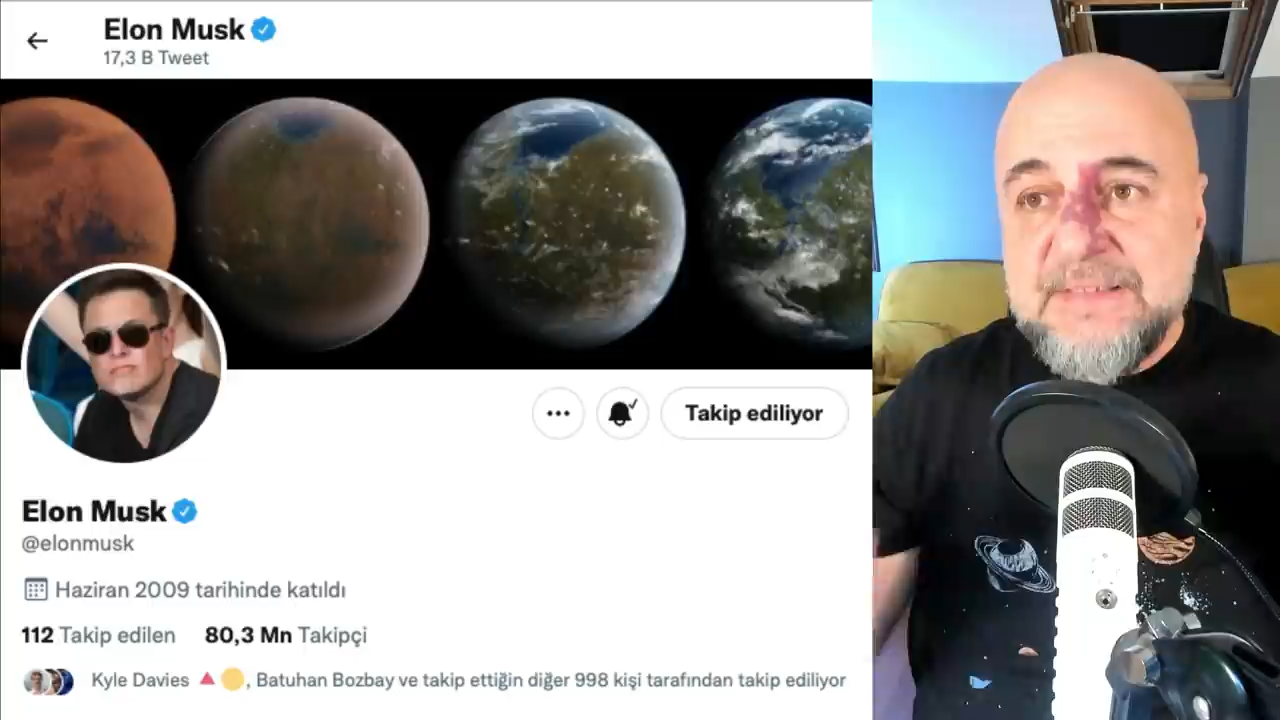 Elon Musk
17,3 B Tweet
Takip ediliyor
Elon Musk
@elonmusk
Haziran 2009 tarihinde katıldı
112 Takip edilen 80,3 Mn Takipçi
Kyle Davies 🔺🟡, Batuhan Bozbay ve takip ettiğin diğer 998 kişi tarafından takip ediliyor